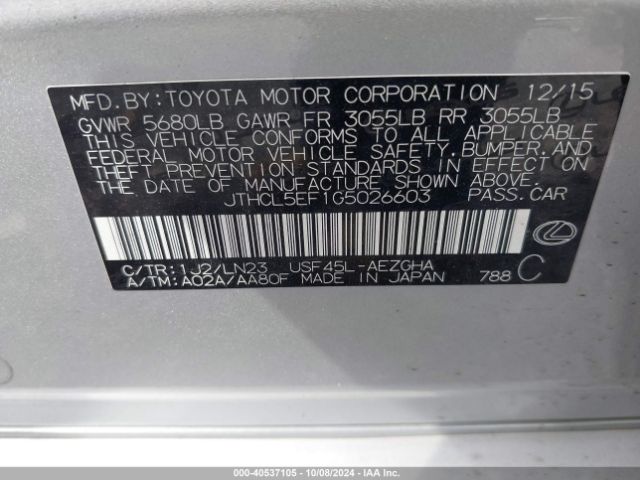 MFD. BY: TOYOTA MOTOR CORPORATION 12/15
GVWR 5680LB GAWR FR 3055LB RR 3055LB
THIS VEHICLE CONFORMS TO ALL APPLICABLE
FEDERAL MOTOR VEHICLE SAFETY, BUMPER, AND
THEFT PREVENTION STANDARDS IN EFFECT ON
THE DATE OF MANUFACTURE SHOWN ABOVE.
JTHCL5EF1G5026603 PASS. CAR
C/TR: 1J2/LN23 USF45L-AEZGHA
A/TM: A02A/AA80F MADE IN JAPAN 788 C
000-40537105 | 10/08/2024 | IAAI.com